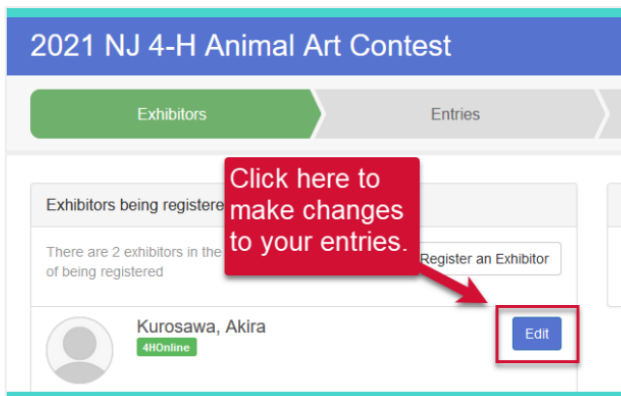 2021 NJ 4-H Animal Art Contest
Exhibitors
Entries
Exhibitors being registere
Click here to
make changes
to your entries.
There are 2 exhibitors in the
of being registered
Register an Exhibitor
Kurosawa, Akira
4HOnline
Edit